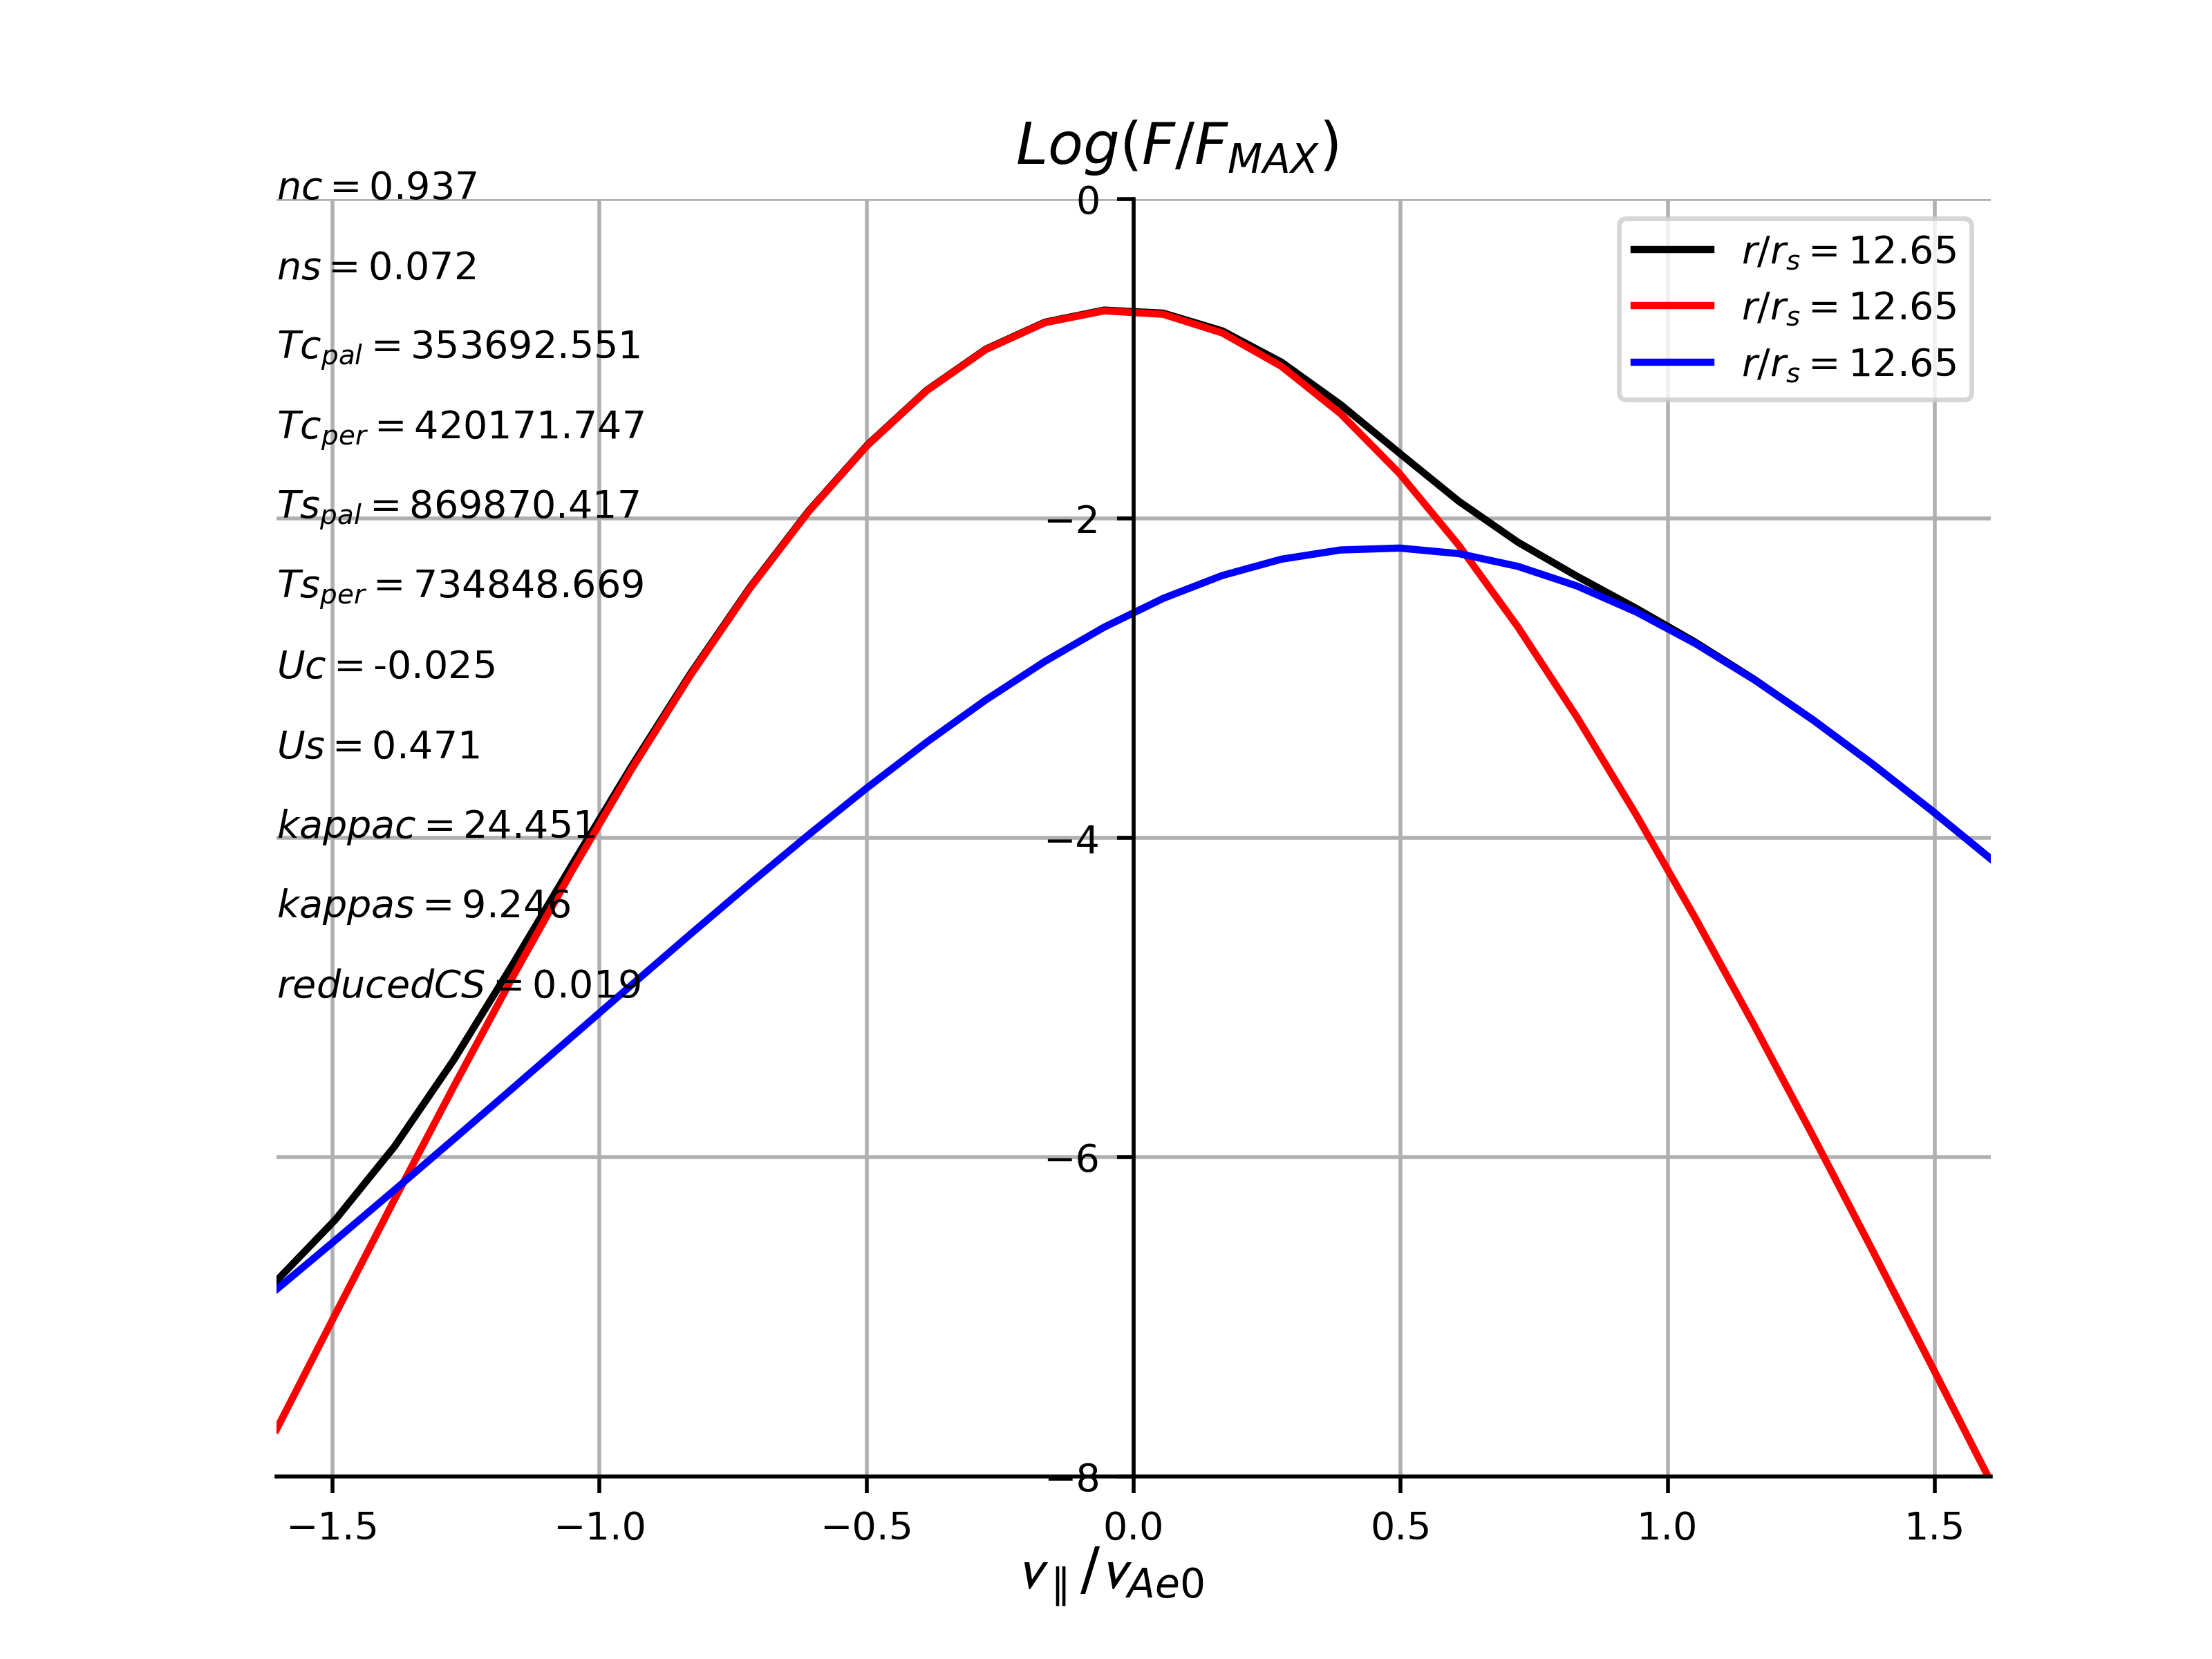 Log(F/F_MAX)
nc = 0.937
ns = 0.072
Tc_pal = 353692.551
Tc_per = 420171.747
Ts_pal = 869870.417
Ts_per = 734848.669
Uc = -0.025
Us = 0.471
kappac = 24.451
kappas = 9.246
reducedCS = 0.019
0
−2
−4
−6
−8
r/r_s = 12.65
r/r_s = 12.65
r/r_s = 12.65
−1.5 −1.0 −0.5 0.0 0.5 1.0 1.5
v_∥/v_Ae0